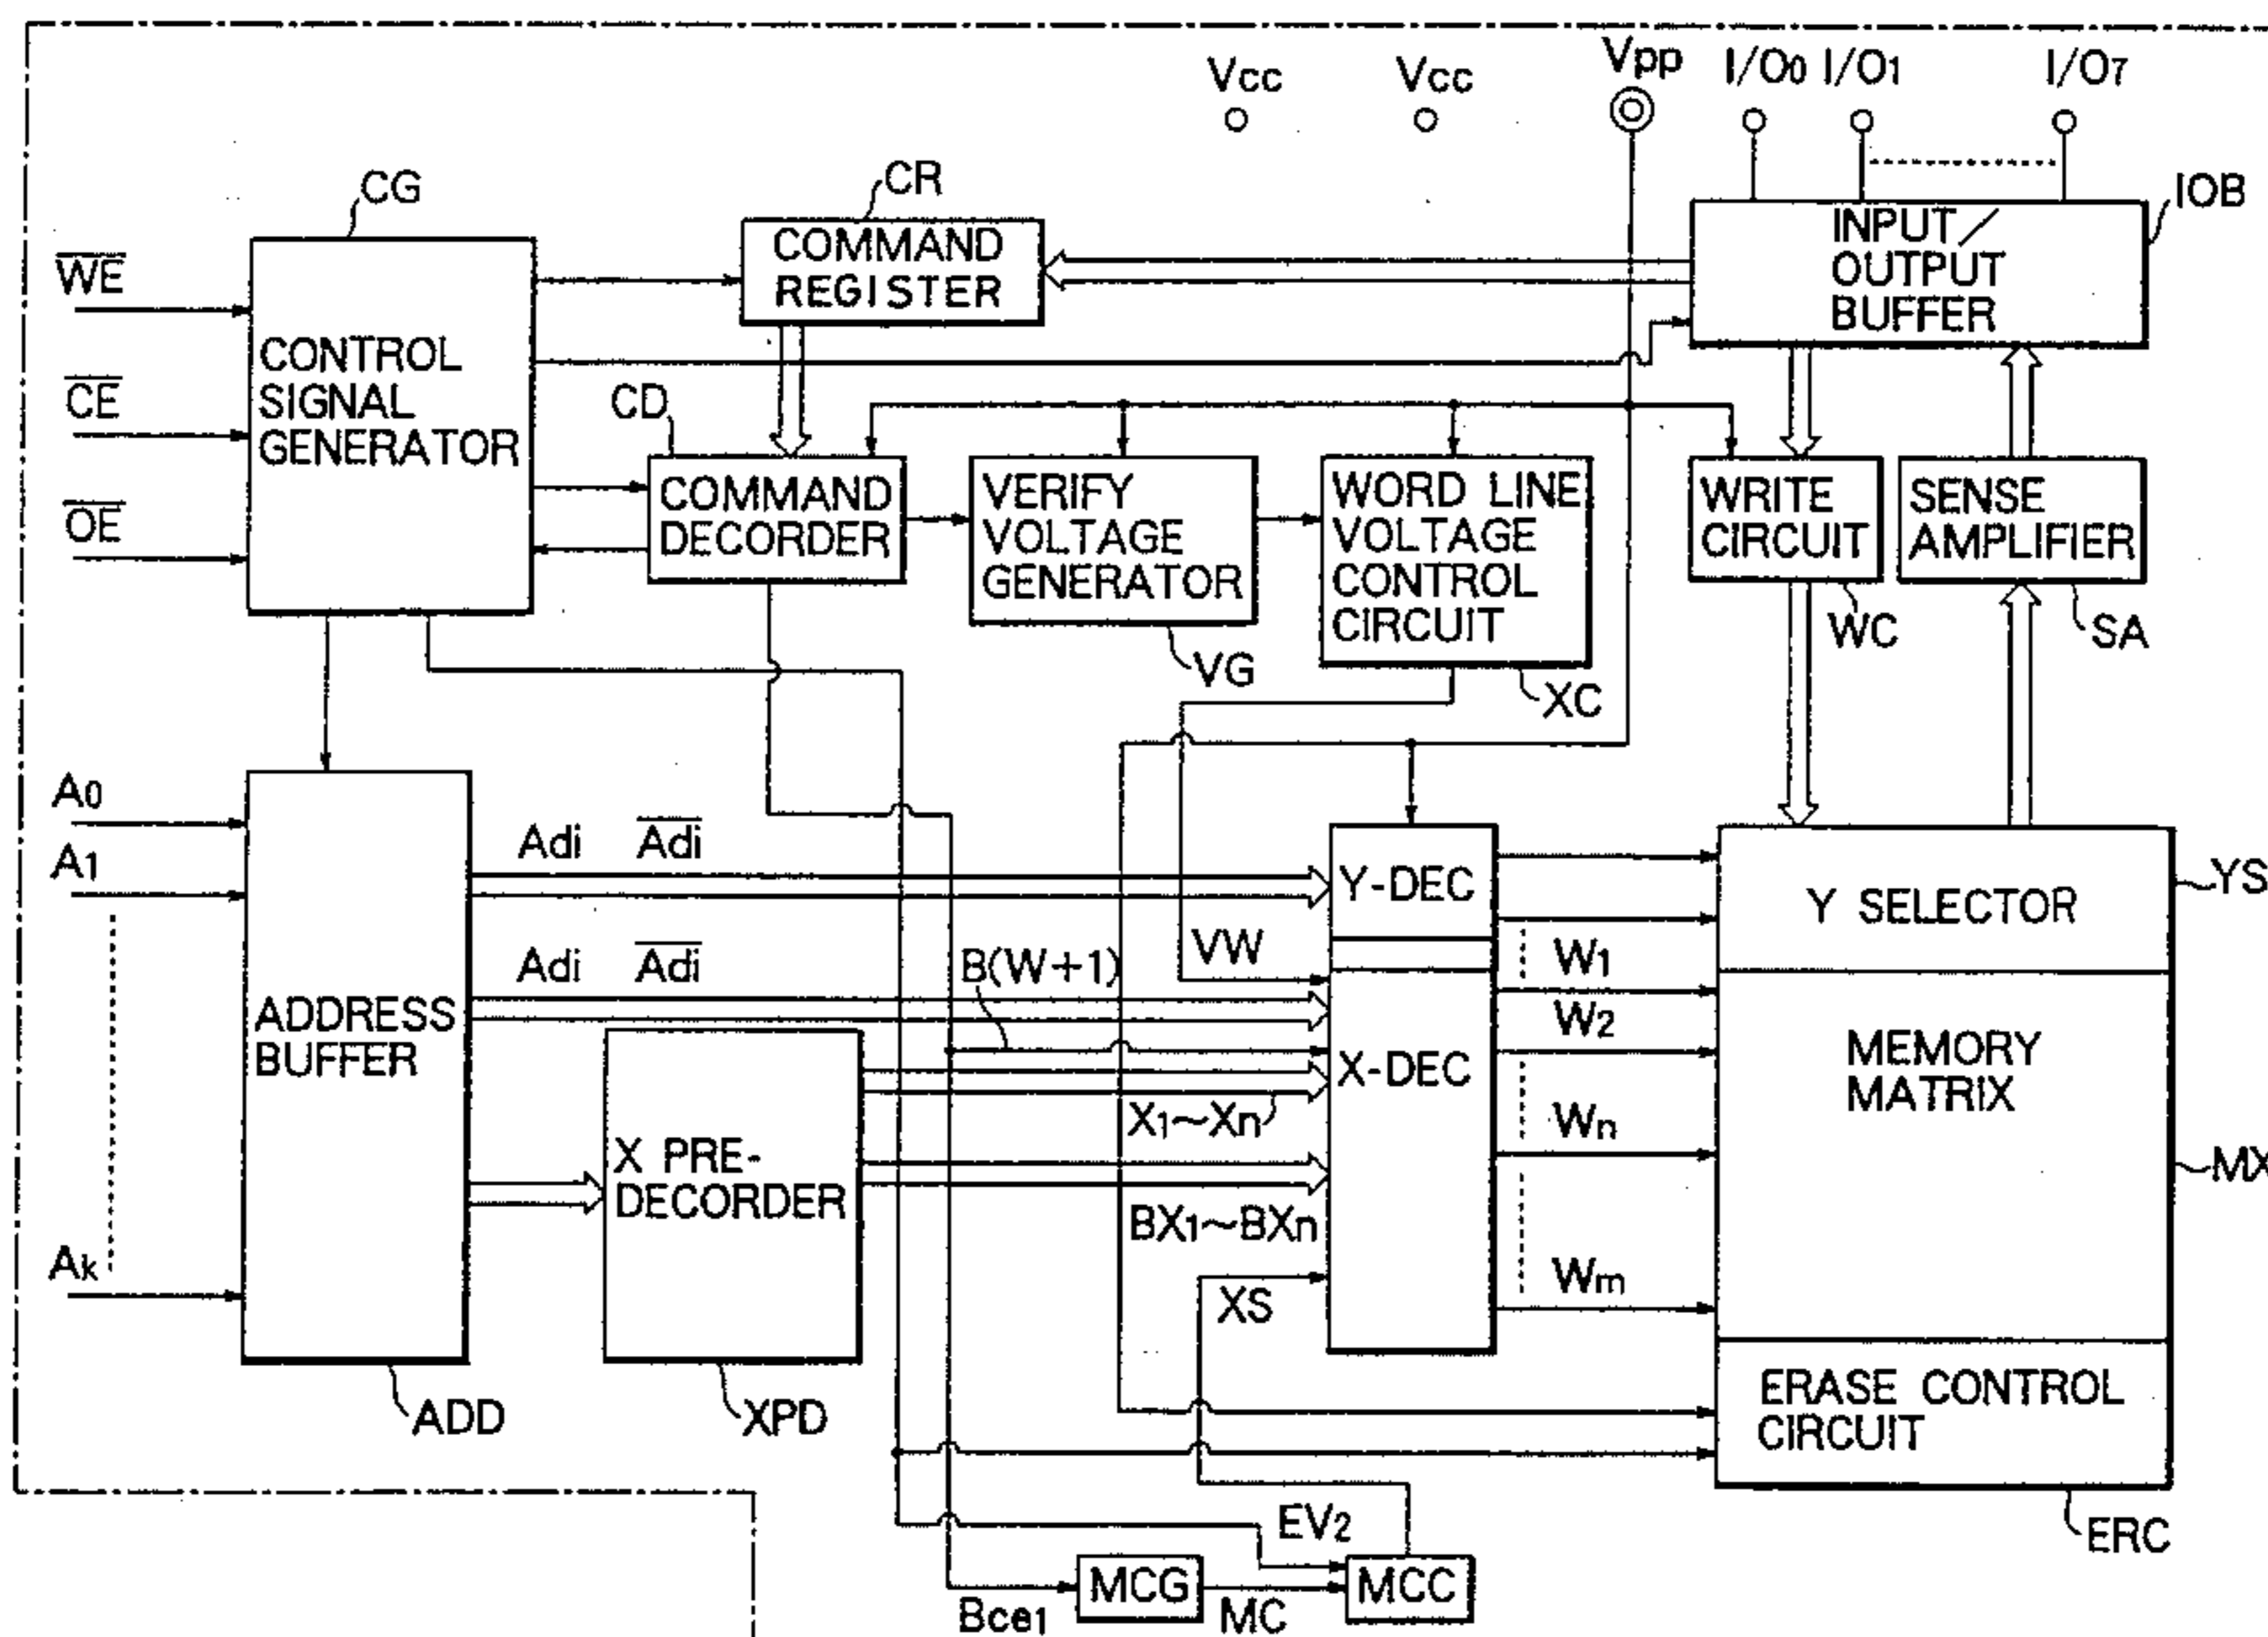 Vcc Vcc Vpp I/O0 I/O1 I/O7
CG
CR
IOB
WE
CE
OE
CONTROL
SIGNAL
GENERATOR
COMMAND
REGISTER
INPUT/
OUTPUT
BUFFER
CD
COMMAND
DECORDER
VERIFY
VOLTAGE
GENERATOR
VG
WORD LINE
VOLTAGE
CONTROL
CIRCUIT
XC
WRITE
CIRCUIT
WC
SENSE
AMPLIFIER
SA
A0
A1
Ak
ADDRESS
BUFFER
ADD
Adi Adi
Adi Adi
B(W+1)
VW
X PRE-
DECORDER
XPD
X1~Xn
BX1~BXn
XS
Y-DEC
X-DEC
W1
W2
Wn
Wm
Y SELECTOR
YS
MEMORY
MATRIX
MX
ERASE CONTROL
CIRCUIT
ERC
EV2
MCG
MCC
Bce1
MC